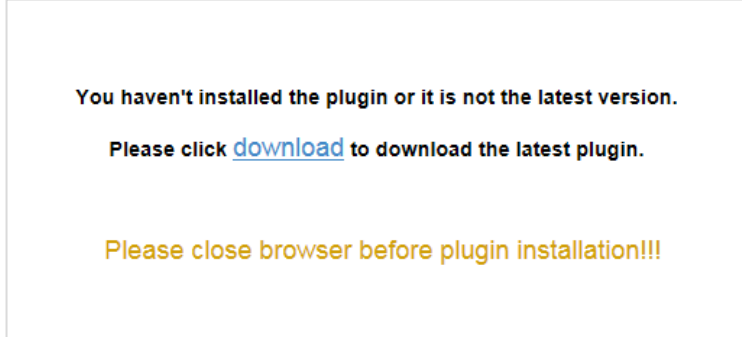 You haven't installed the plugin or it is not the latest version.
Please click download to download the latest plugin.
Please close browser before plugin installation!!!